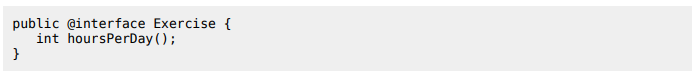 public @interface Exercise {
   int hoursPerDay();
}